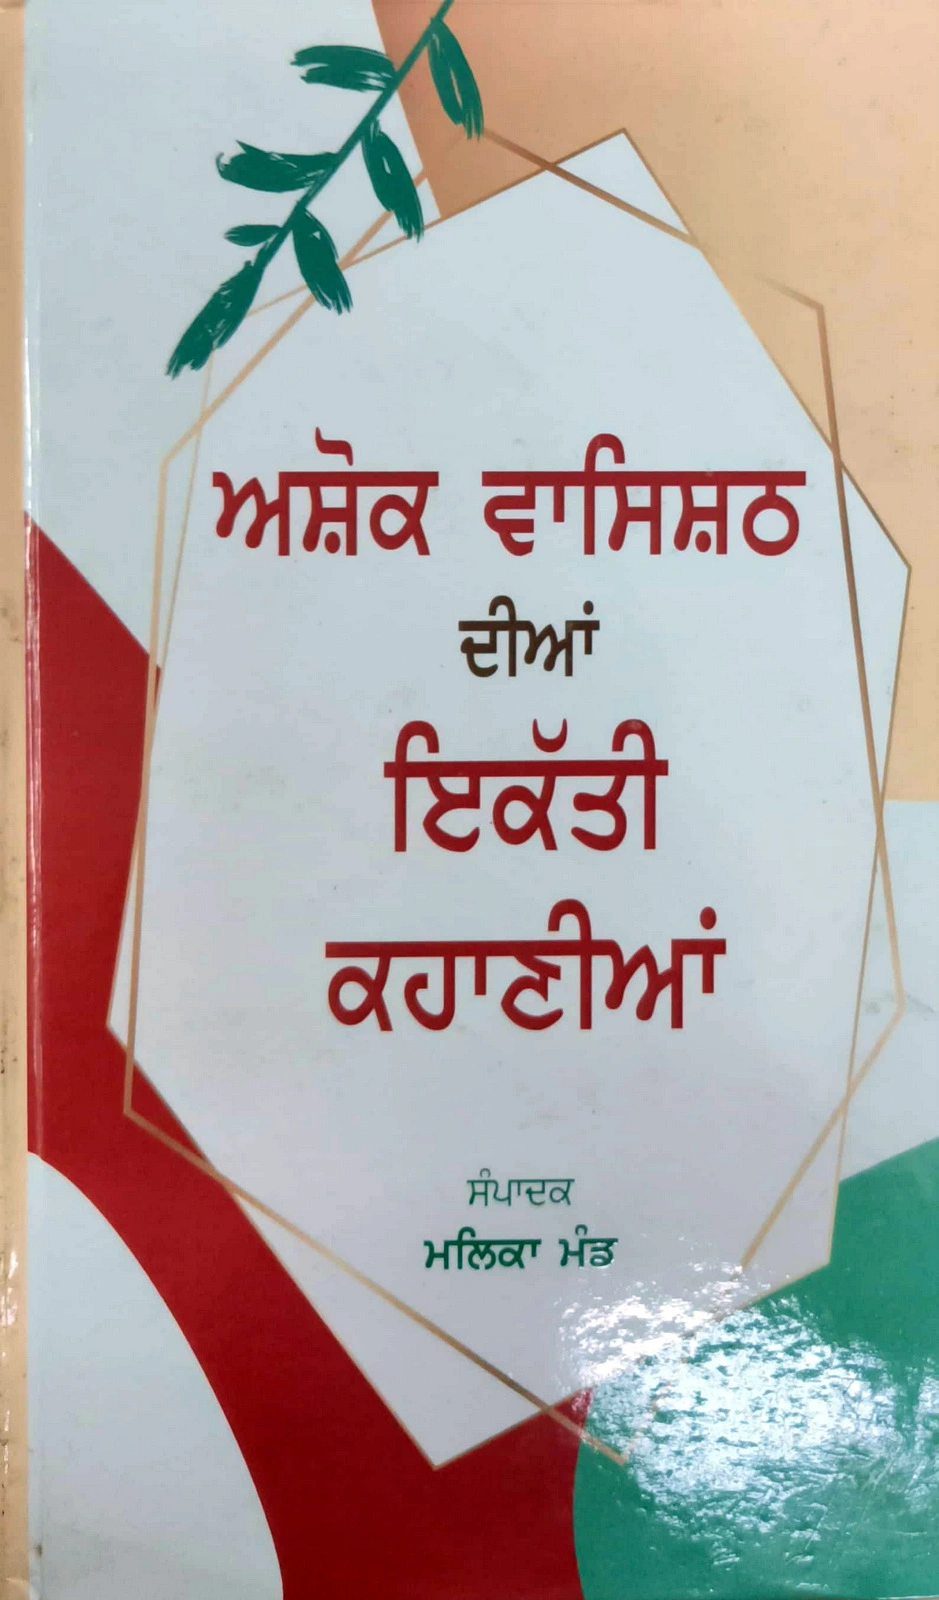 ਅਸ਼ੋਕ ਵਾਸਿਸ਼ਠ
ਦੀਆਂ
ਇਕੱਤੀ
ਕਹਾਣੀਆਂ
ਸੰਪਾਦਕ
ਮਲਿਕਾ ਮੰਡ